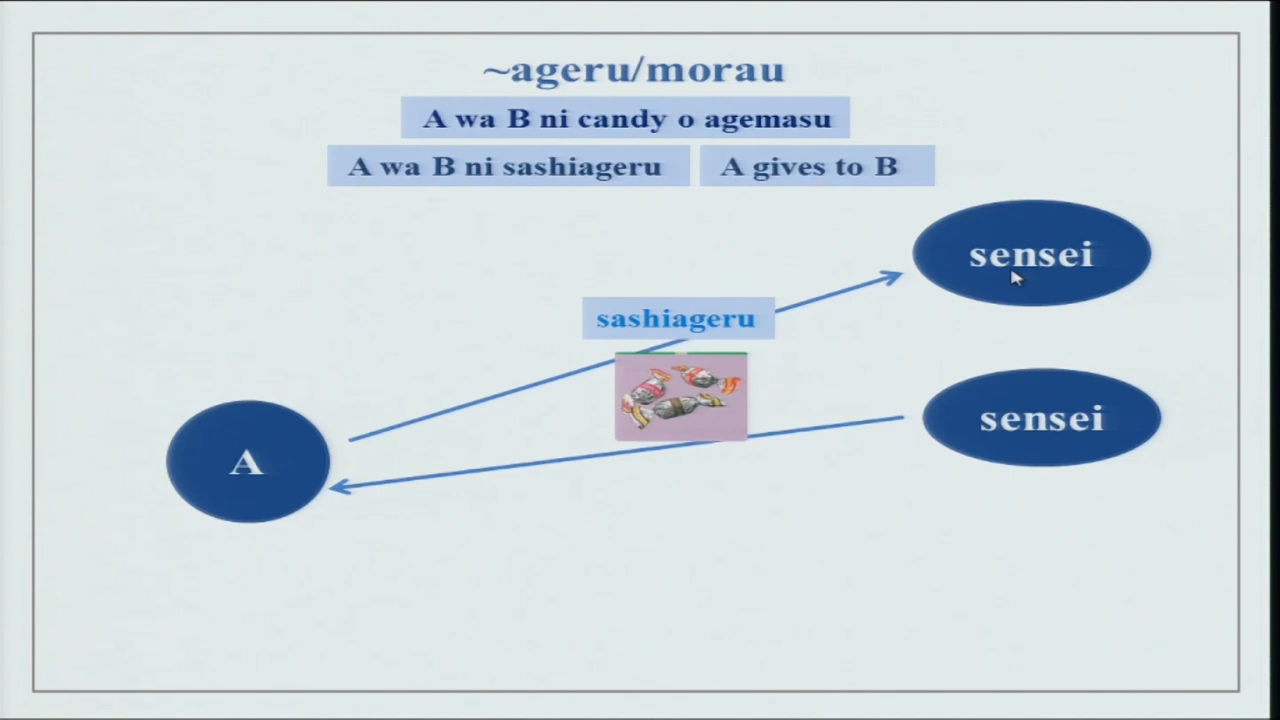 ~ageru/morau
A wa B ni candy o agemasu
A wa B ni sashiageru
A gives to B
sensei
sashiageru
sensei
A